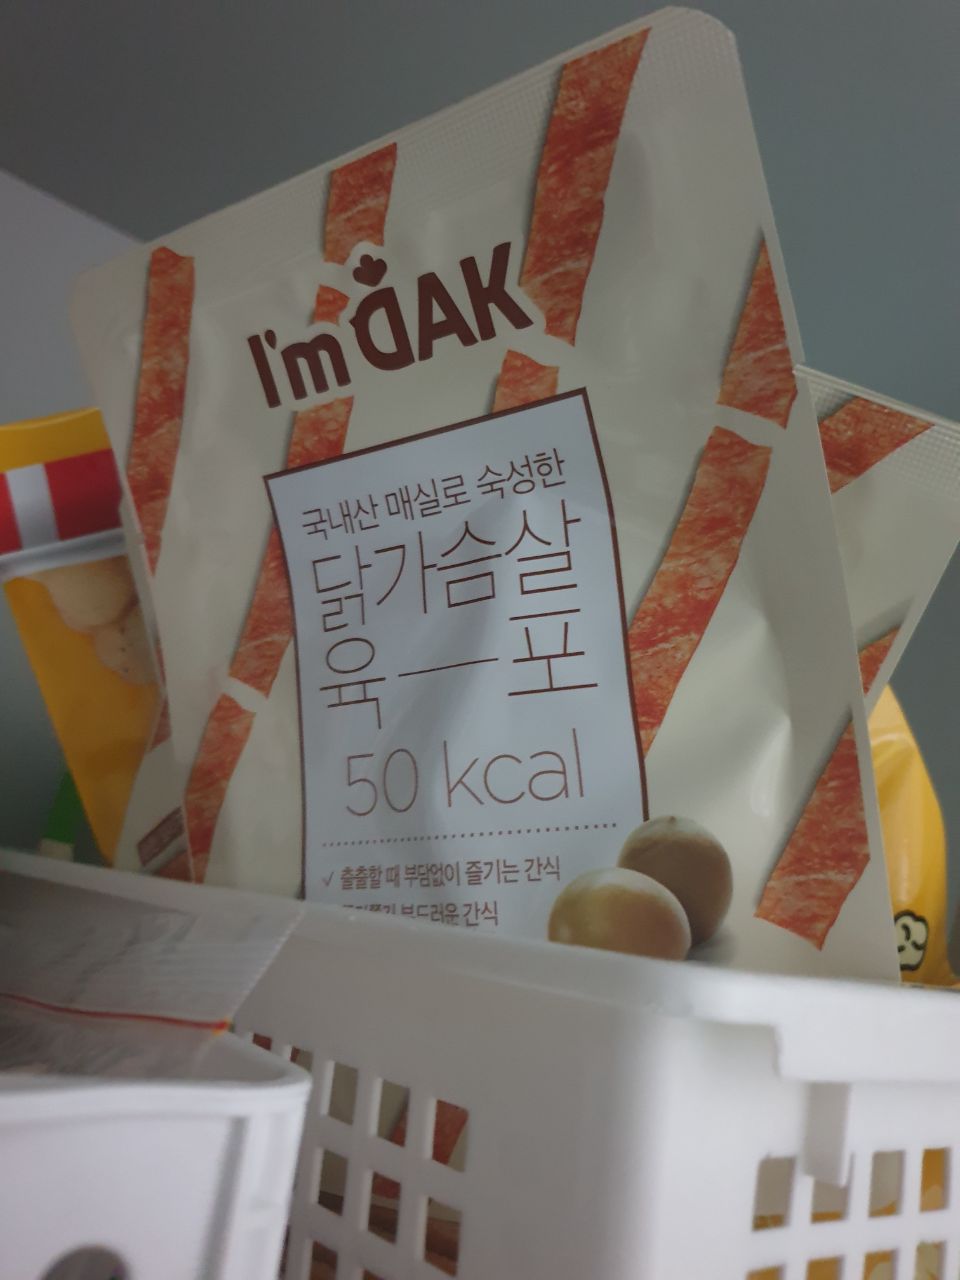 I'm DAK
국내산 매실로 숙성한
닭가슴살
육—포
50 kcal
✓ 출출할 때 부담없이 즐기는 간식
부드러운 간식